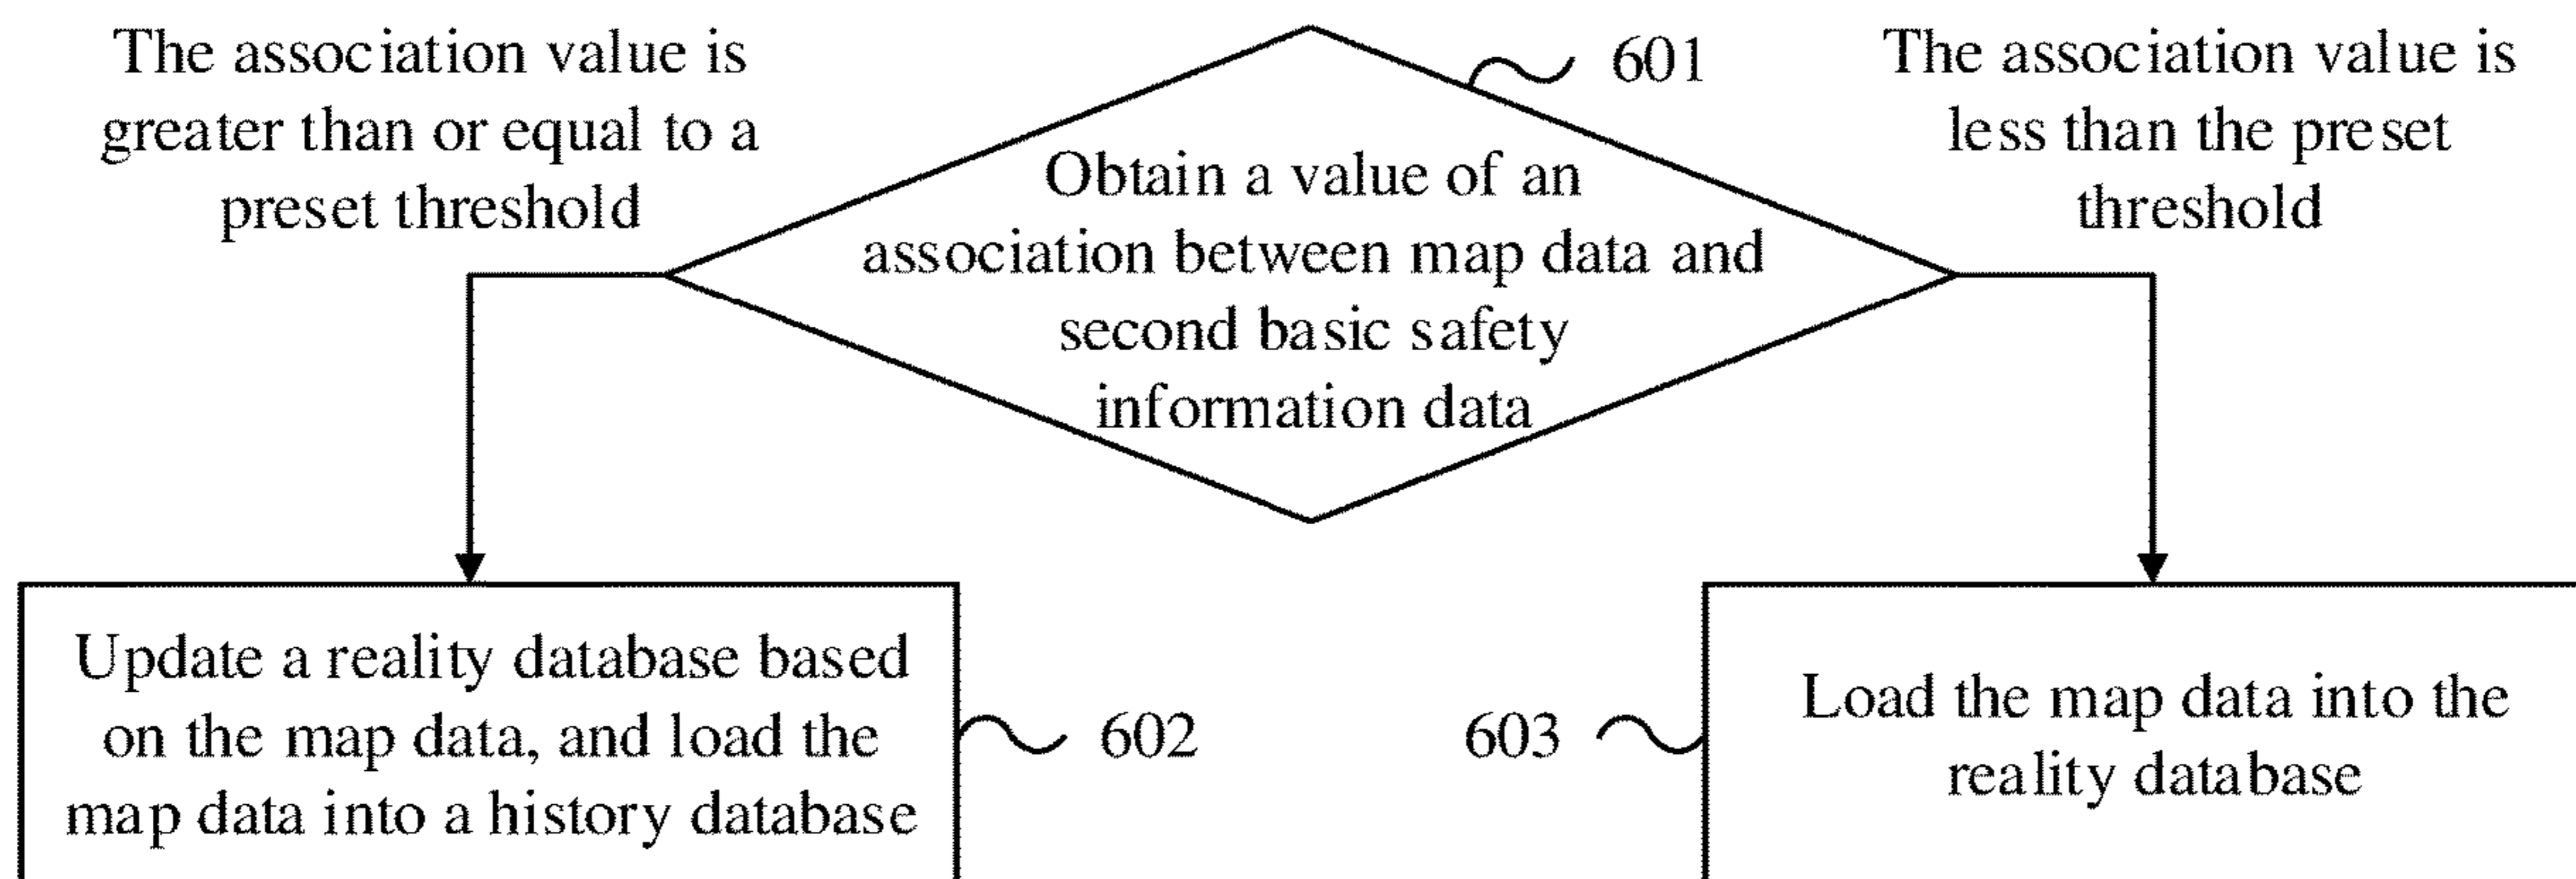 The association value is
greater than or equal to a
preset threshold
601
The association value is
less than the preset
threshold
Obtain a value of an
association between map data and
second basic safety
information data
Update a reality database based
on the map data, and load the
map data into a history database
602
603
Load the map data into the
reality database